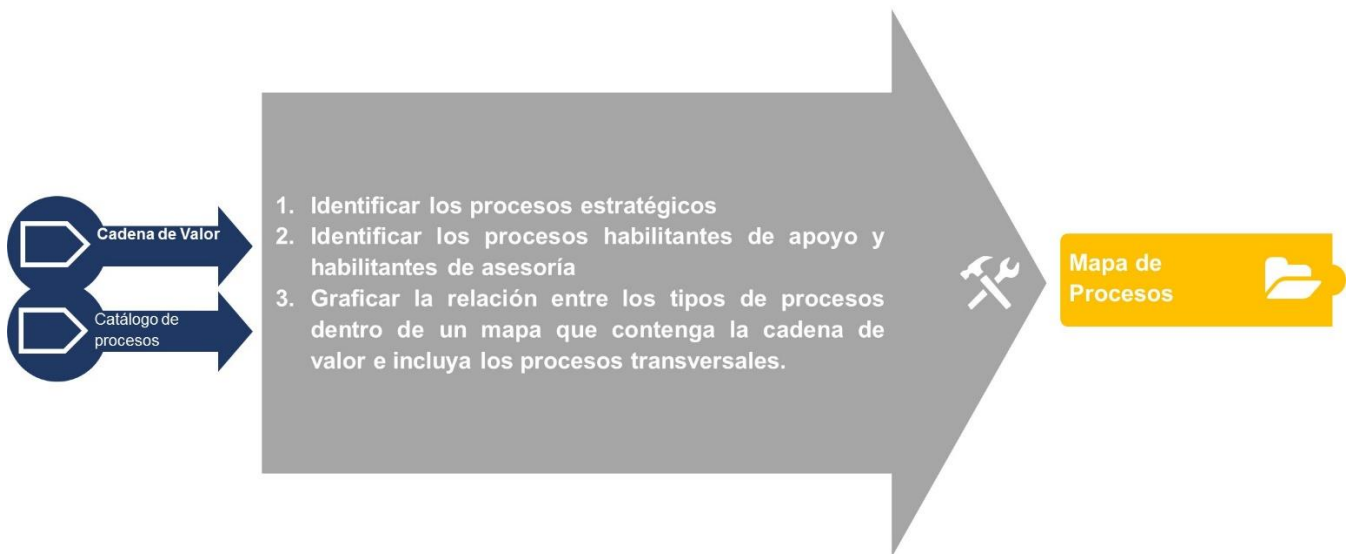 Cadena de Valor
Catálogo de
procesos
1. Identificar los procesos estratégicos
2. Identificar los procesos habilitantes de apoyo y
habilitantes de asesoría
3. Graficar la relación entre los tipos de procesos
dentro de un mapa que contenga la cadena de
valor e incluya los procesos transversales.
Mapa de
Procesos